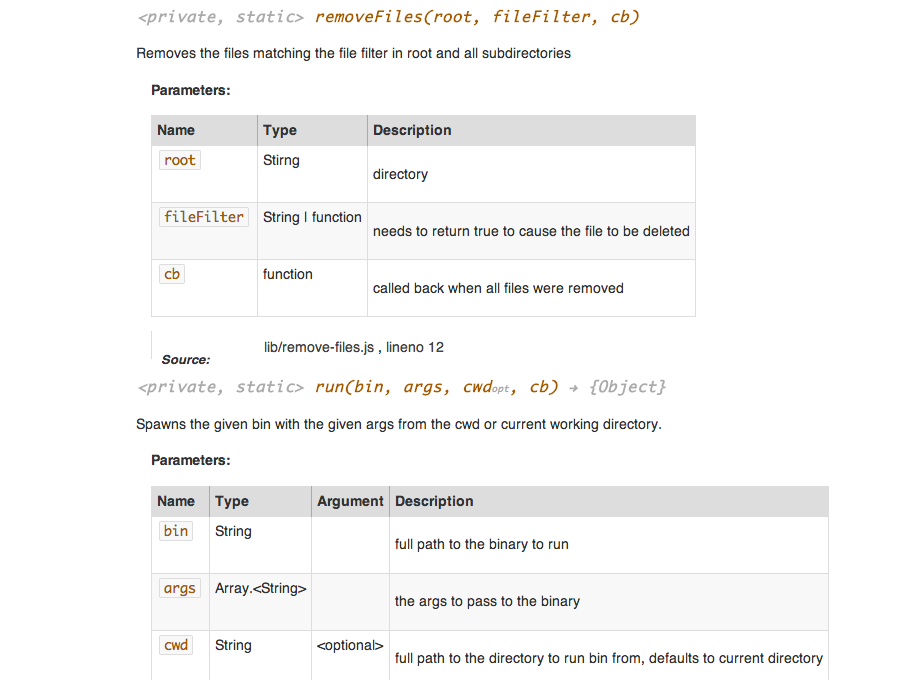 <private, static> removeFiles(root, fileFilter, cb)
Removes the files matching the file filter in root and all subdirectories
Parameters:
Name Type Description
root Stirng directory
fileFilter String | function needs to return true to cause the file to be deleted
cb function called back when all files were removed
Source: lib/remove-files.js , lineno 12
<private, static> run(bin, args, cwdopt, cb) → {Object}
Spawns the given bin with the given args from the cwd or current working directory.
Parameters:
Name Type Argument Description
bin String full path to the binary to run
args Array.<String> the args to pass to the binary
cwd String <optional> full path to the directory to run bin from, defaults to current directory